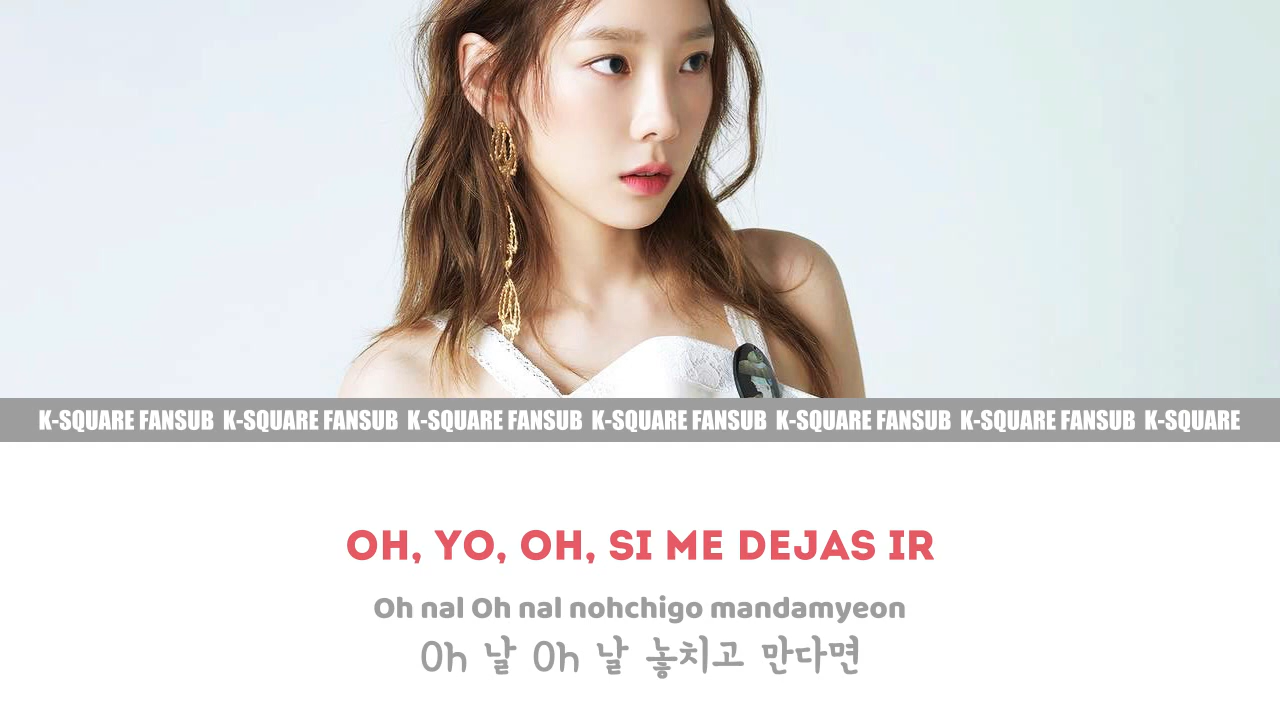 K-SQUARE FANSUB K-SQUARE FANSUB K-SQUARE FANSUB K-SQUARE FANSUB K-SQUARE FANSUB K-SQUARE FANSUB K-SQUARE
OH, YO, OH, SI ME DEJAS IR
Oh nal Oh nal nohchigo mandamyeon
Oh 날 Oh 날 놓치고 만다면